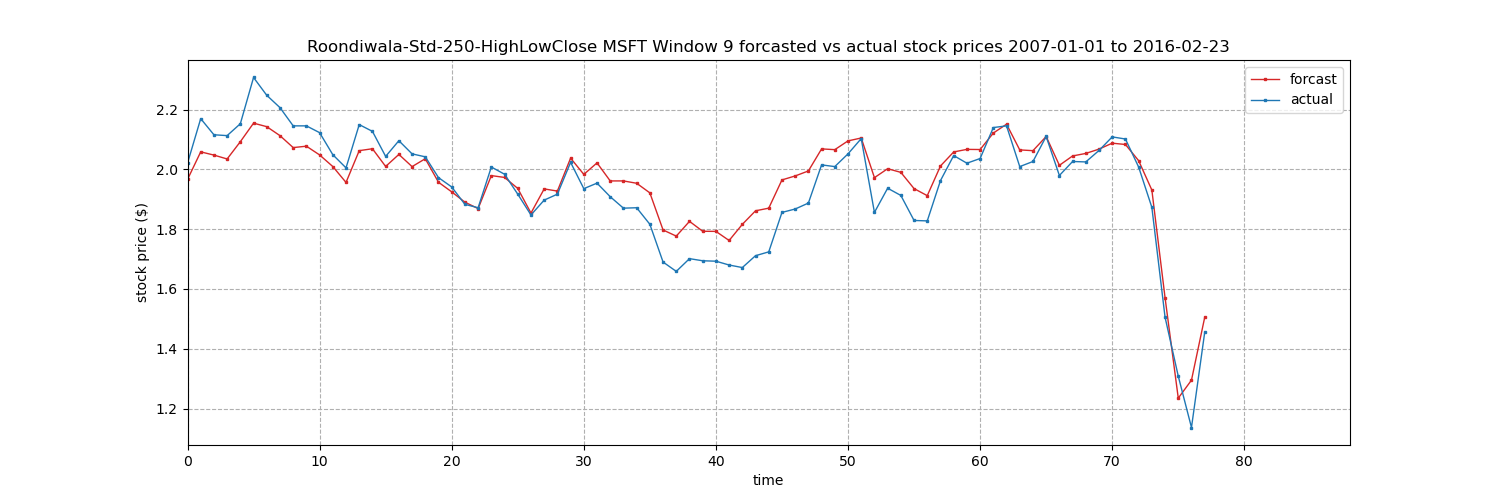 Roondiwala-Std-250-HighLowClose MSFT Window 9 forcasted vs actual stock prices 2007-01-01 to 2016-02-23
forcast
actual
stock price ($)
2.2
2.0
1.8
1.6
1.4
1.2
0 10 20 30 40 50 60 70 80
time